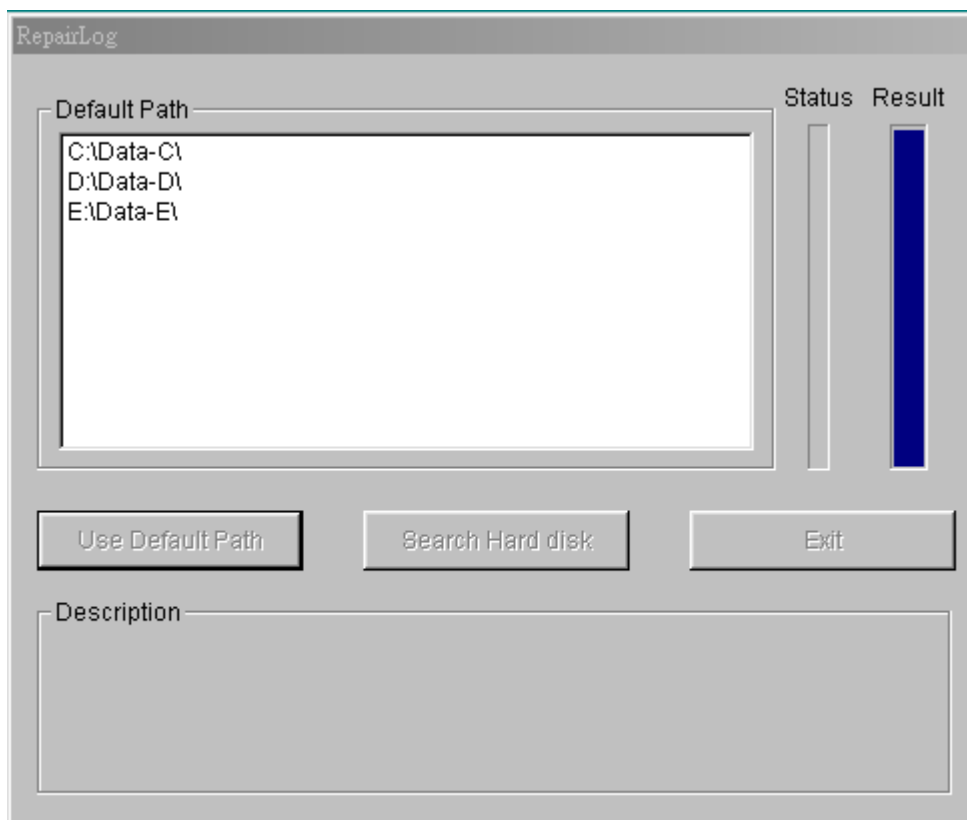 RepairLog
Status Result
Default Path
C:\Data-C\
D:\Data-D\
E:\Data-E\
Use Default Path Search Hard disk Exit
Description